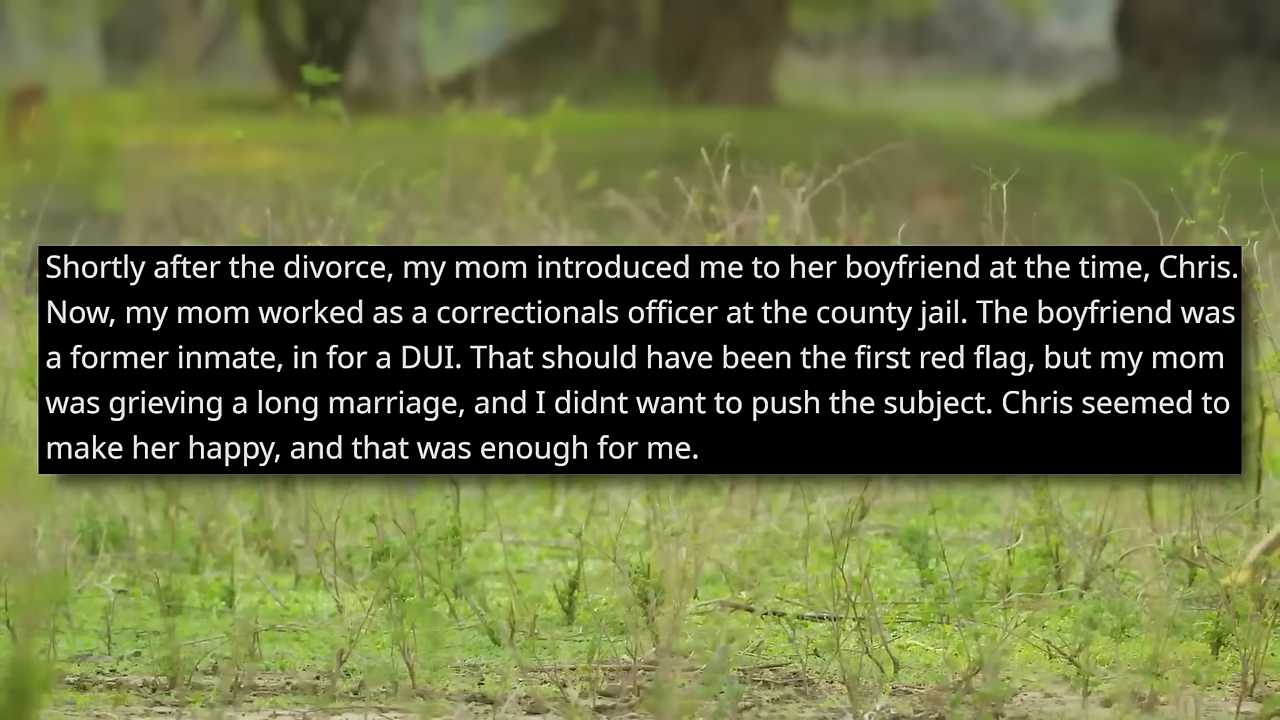 Shortly after the divorce, my mom introduced me to her boyfriend at the time, Chris.
Now, my mom worked as a correctionals officer at the county jail. The boyfriend was
a former inmate, in for a DUI. That should have been the first red flag, but my mom
was grieving a long marriage, and I didnt want to push the subject. Chris seemed to
make her happy, and that was enough for me.